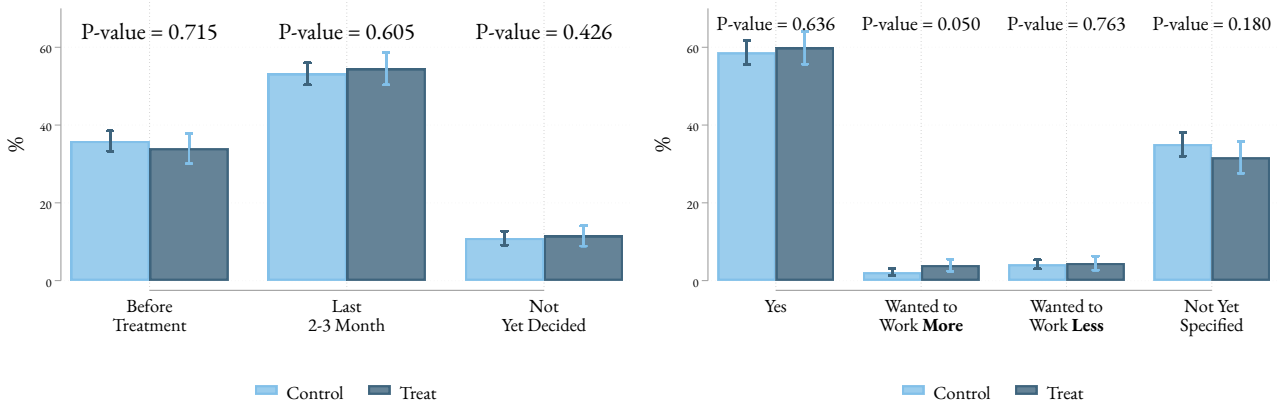 P-value = 0.715 P-value = 0.605 P-value = 0.426
60
40
20
0
%
Before Treatment
Last 2-3 Month
Not Yet Decided
Control Treat
P-value = 0.636 P-value = 0.050 P-value = 0.763 P-value = 0.180
60
40
20
0
%
Yes
Wanted to Work More
Wanted to Work Less
Not Yet Specified
Control Treat